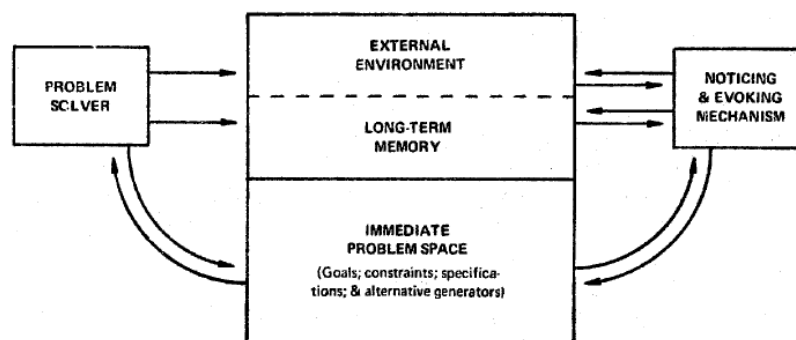 EXTERNAL
ENVIRONMENT
PROBLEM
SOLVER
NOTICING
& EVOKING
MECHANISM
LONG-TERM
MEMORY
IMMEDIATE
PROBLEM SPACE
(Goals; constraints; specifica-
tions; & alternative generators)